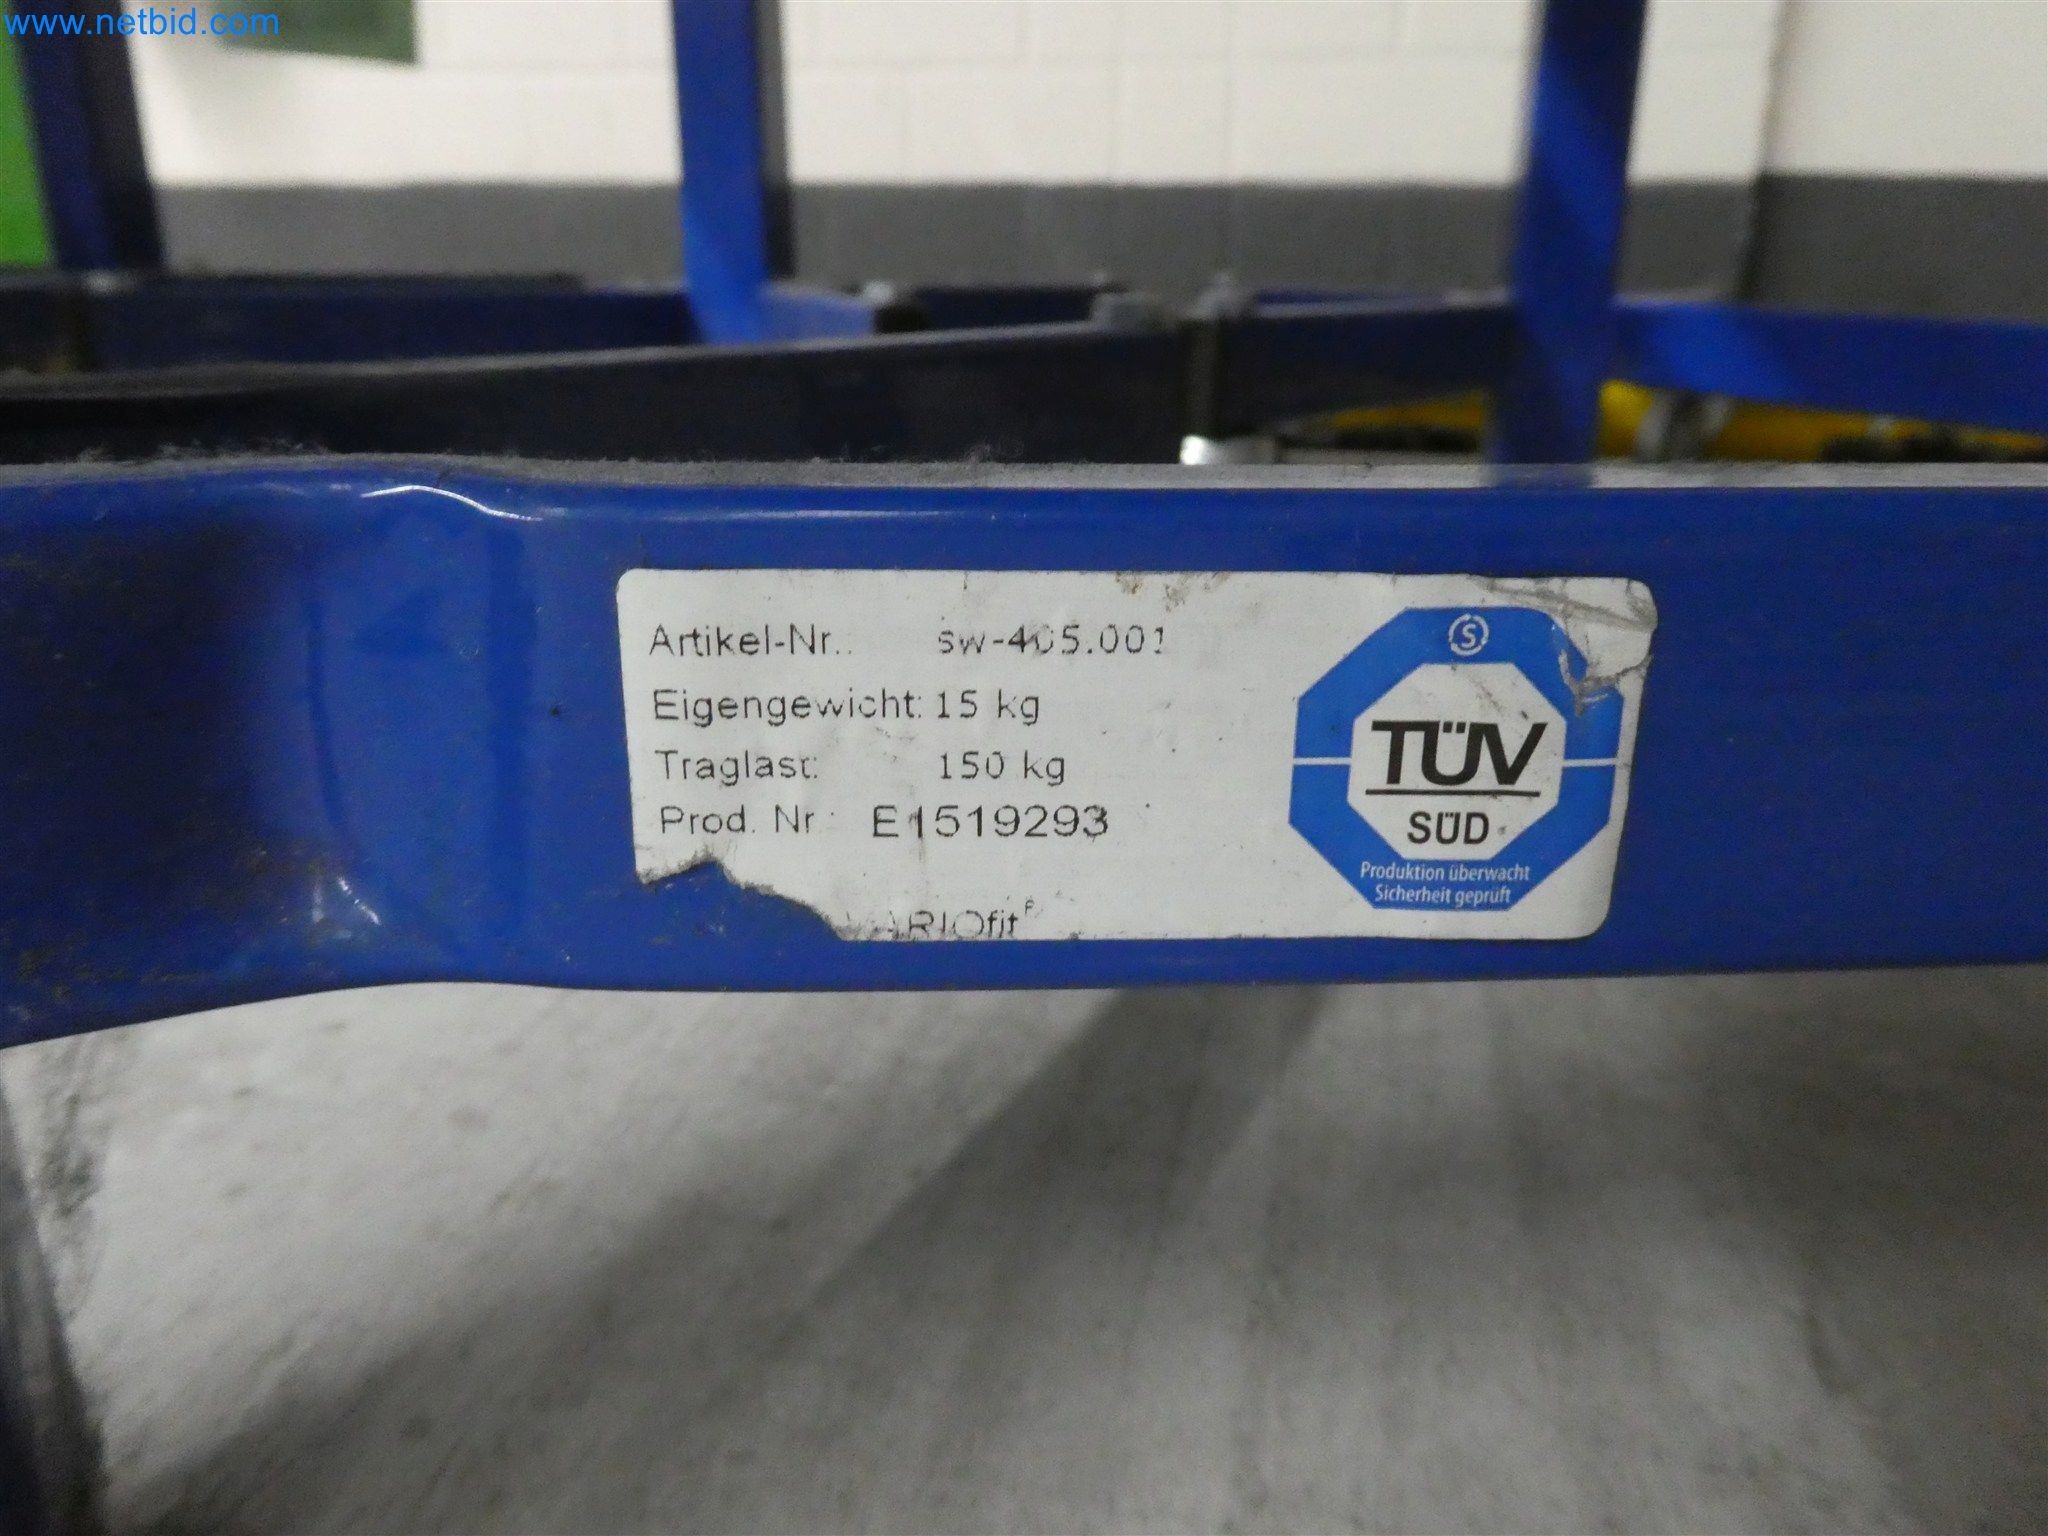 www.netbid.com
Artikel-Nr.: sw-405.001
Eigengewicht: 15 kg
Traglast: 150 kg
Prod. Nr.: E1519293
VARIOfit
S
TÜV
SÜD
Produktion überwacht
Sicherheit geprüft